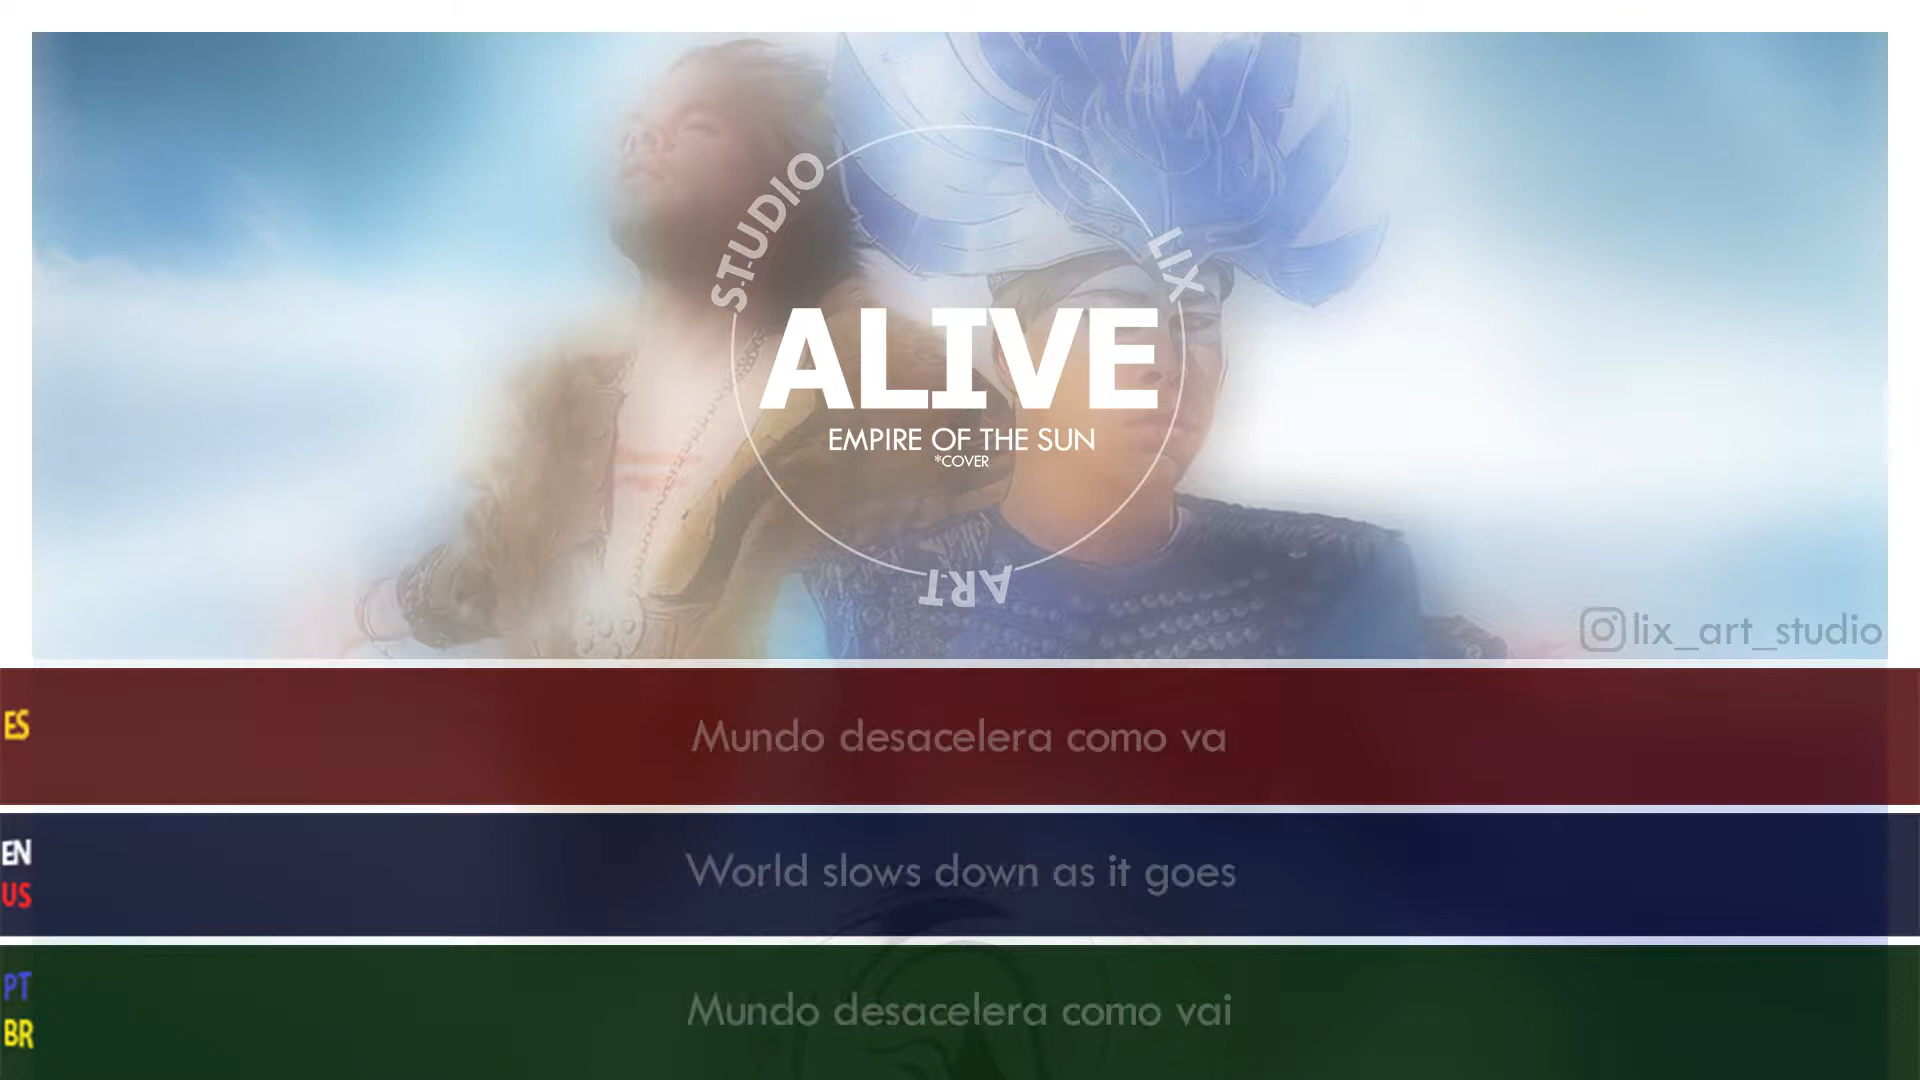 STUDIO
LIX
ALIVE
EMPIRE OF THE SUN
*COVER
ART
lix_art_studio
ES
Mundo desacelera como va
EN
US
World slows down as it goes
PT
BR
Mundo desacelera como vai